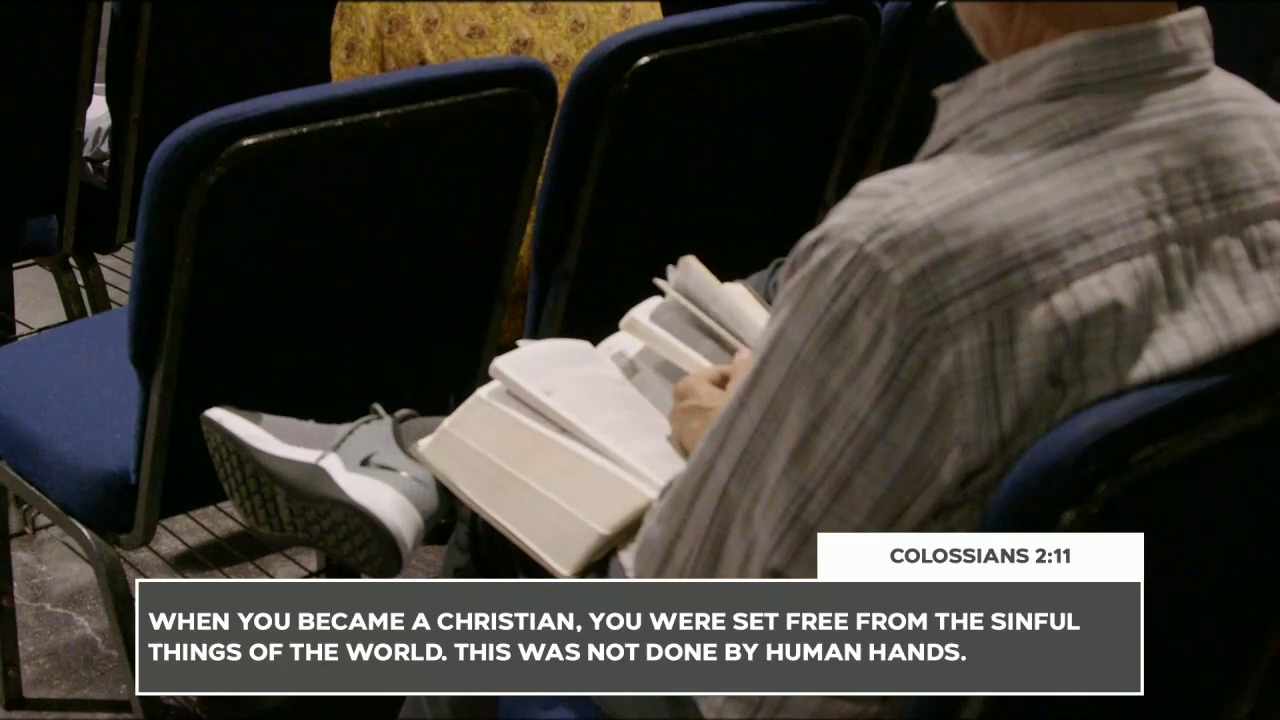 COLOSSIANS 2:11
WHEN YOU BECAME A CHRISTIAN, YOU WERE SET FREE FROM THE SINFUL
THINGS OF THE WORLD. THIS WAS NOT DONE BY HUMAN HANDS.